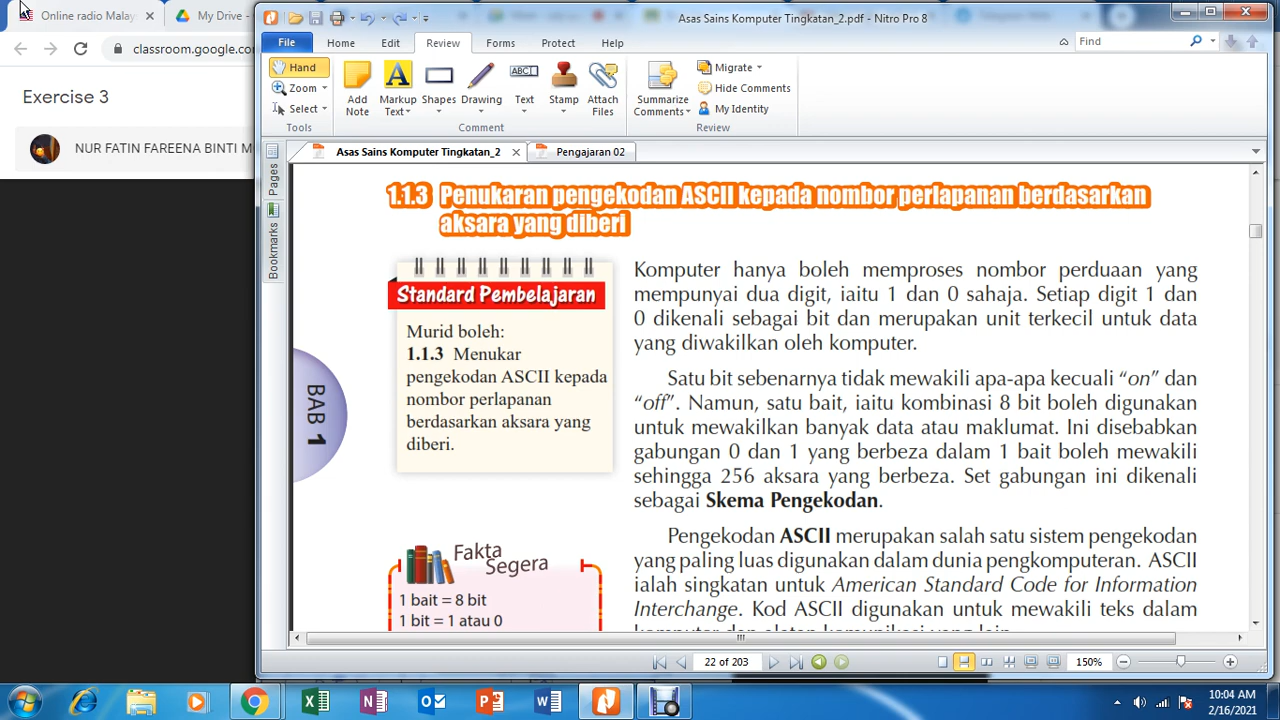 Online radio Malay
My Drive -
Asas Sains Komputer Tingkatan_2.pdf - Nitro Pro 8
classroom.google.co
File
Home
Edit
Review
Forms
Protect
Help
Find
Exercise 3
Hand
Zoom
Select
Tools
Add
Note
Markup
Text
Shapes
Drawing
ABC
Text
Stamp
Attach
Files
Comment
Summarize
Comments
Migrate
Hide Comments
My Identity
Review
NUR FATIN FAREENA BINTI M
Asas Sains Komputer Tingkatan_2
Pengajaran 02
Pages
Bookmarks
1.1.3 Penukaran pengekodan ASCII kepada nombor perlapanan berdasarkan
aksara yang diberi
Standard Pembelajaran
Murid boleh:
1.1.3 Menukar
pengekodan ASCII kepada
nombor perlapanan
berdasarkan aksara yang
diberi.
BAB 1
Komputer hanya boleh memproses nombor perduaan yang
mempunyai dua digit, iaitu 1 dan 0 sahaja. Setiap digit 1 dan
0 dikenali sebagai bit dan merupakan unit terkecil untuk data
yang diwakilkan oleh komputer.
Satu bit sebenarnya tidak mewakili apa-apa kecuali “on” dan
“off”. Namun, satu bait, iaitu kombinasi 8 bit boleh digunakan
untuk mewakilkan banyak data atau maklumat. Ini disebabkan
gabungan 0 dan 1 yang berbeza dalam 1 bait boleh mewakili
sehingga 256 aksara yang berbeza. Set gabungan ini dikenali
sebagai Skema Pengekodan.
Fakta
Segera
1 bait = 8 bit
1 bit = 1 atau 0
Pengekodan ASCII merupakan salah satu sistem pengekodan
yang paling luas digunakan dalam dunia pengkomputeran. ASCII
ialah singkatan untuk American Standard Code for Information
Interchange. Kod ASCII digunakan untuk mewakili teks dalam
komputer dan alatan komunikasi yang lain.
22 of 203
150%
10:04 AM
2/16/2021